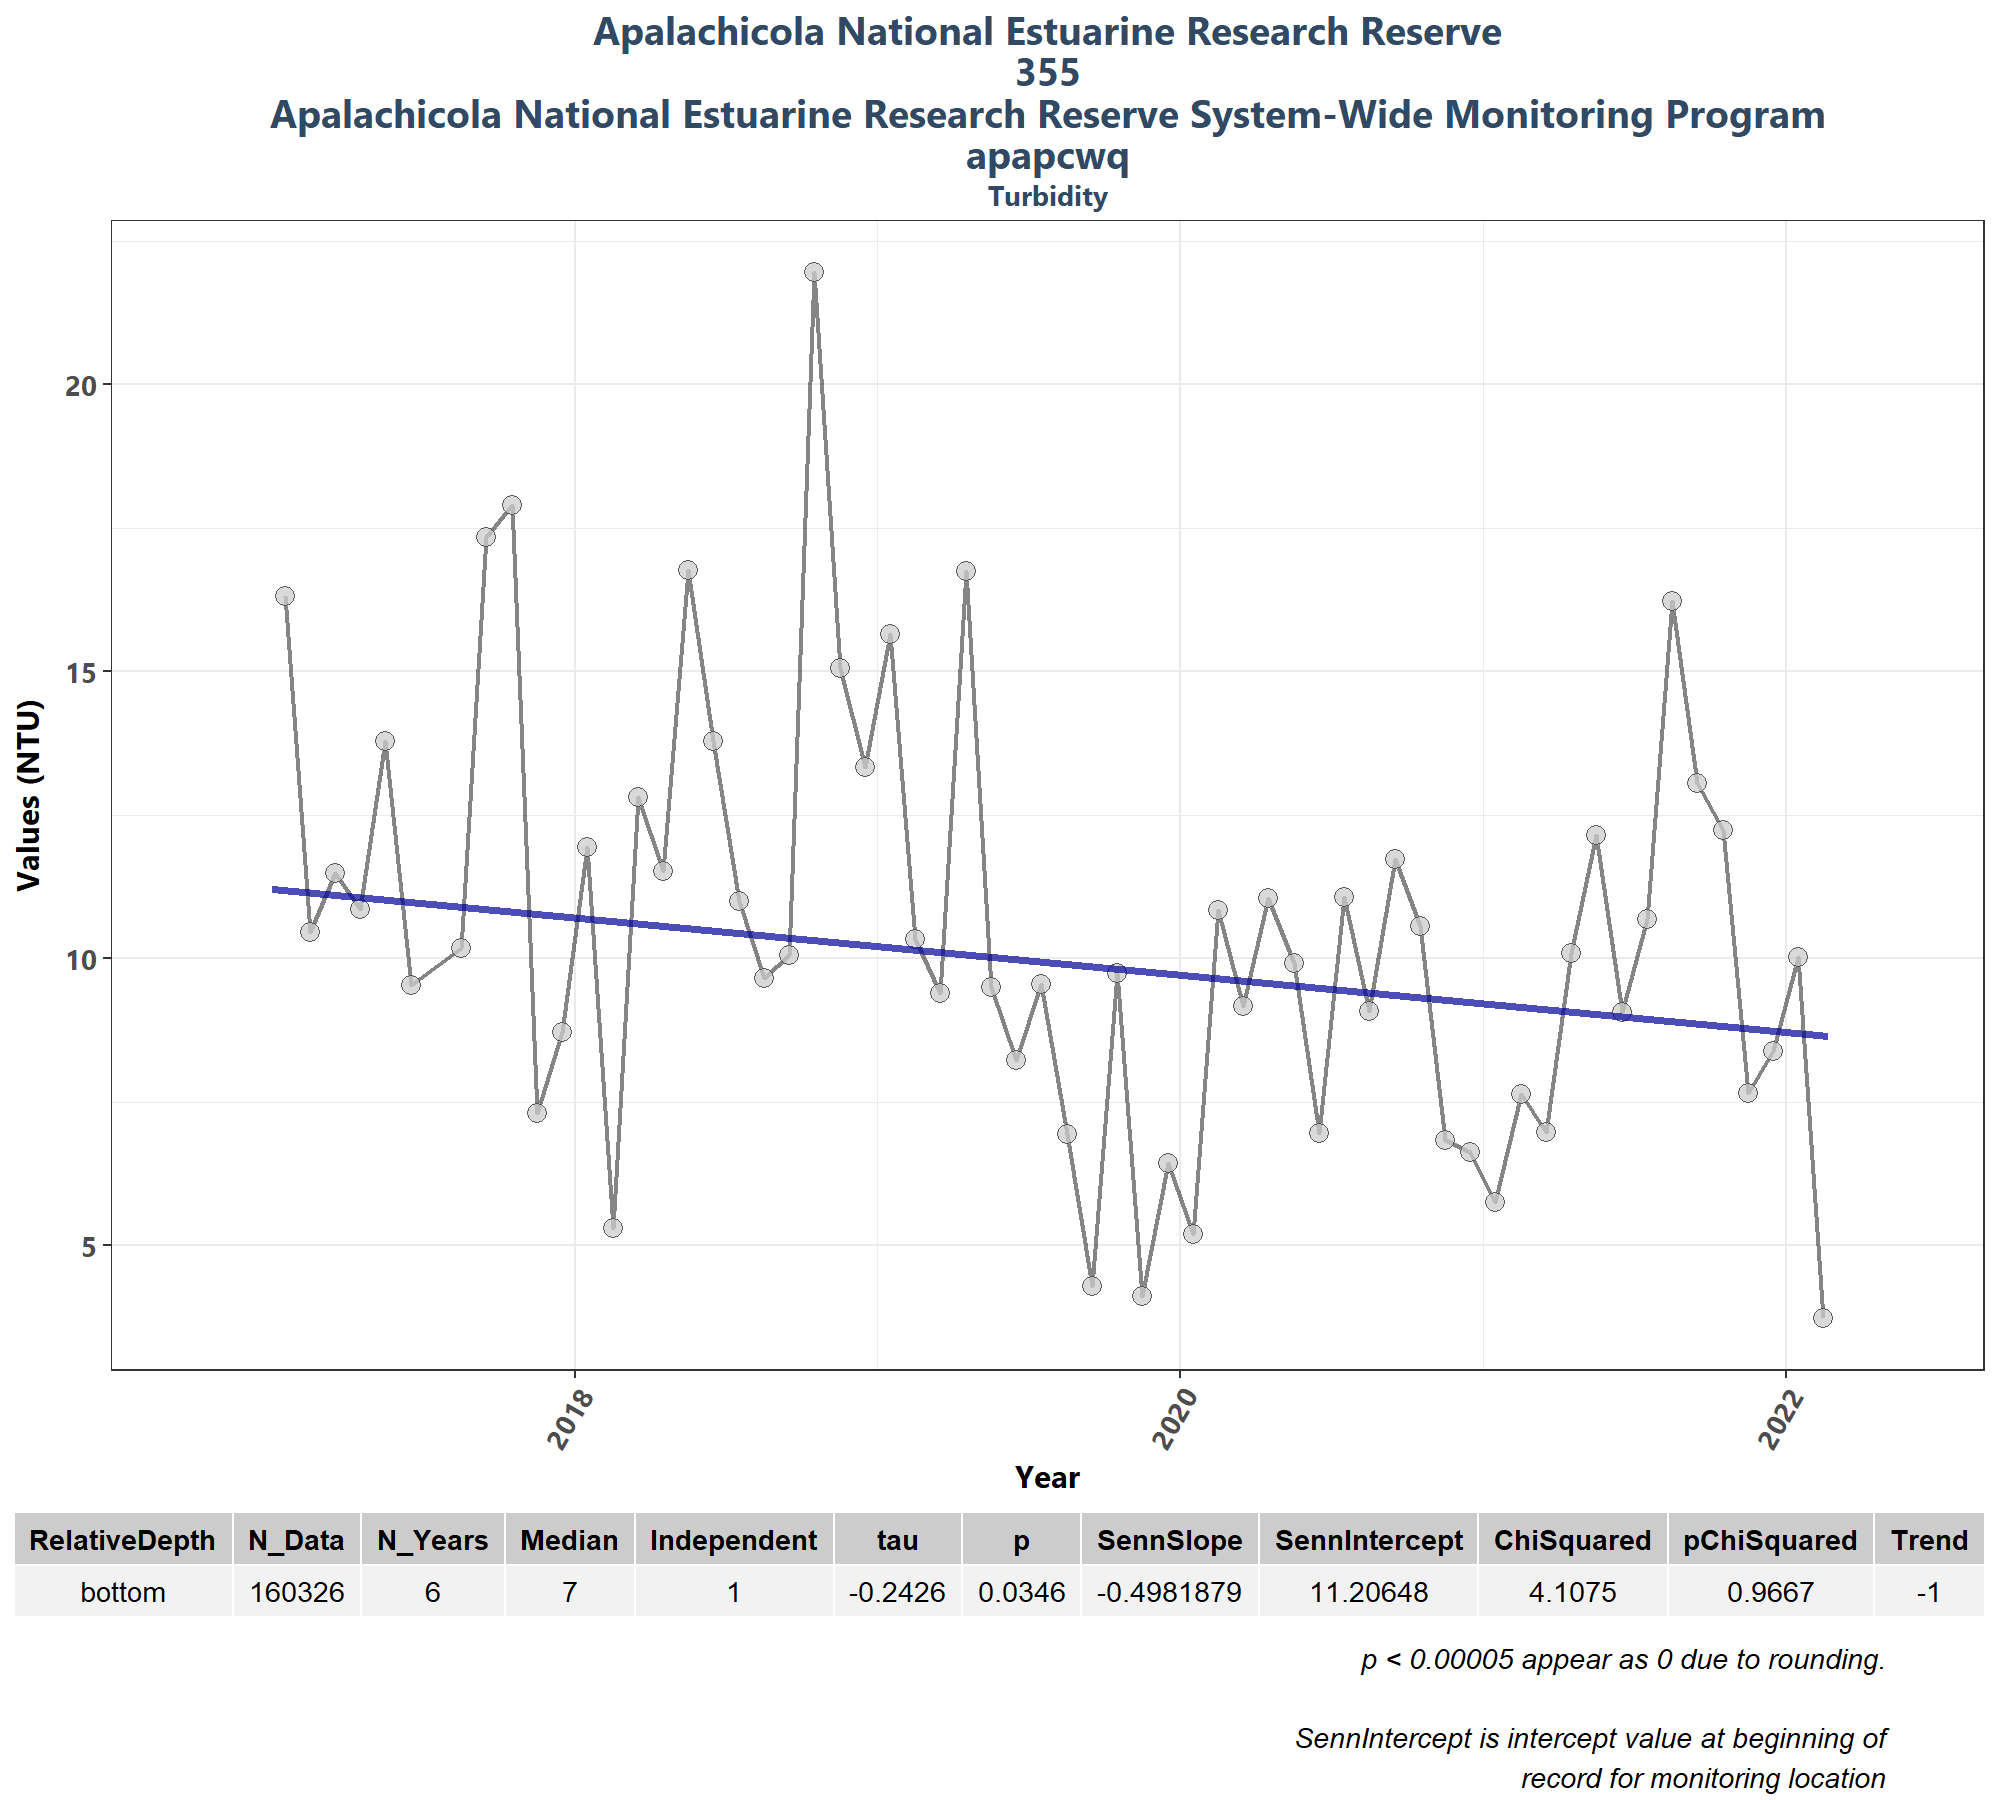 Apalachicola National Estuarine Research Reserve
355
Apalachicola National Estuarine Research Reserve System-Wide Monitoring Program
apapcwq
Turbidity
Values (NTU)
20
15
10
5
2018
2020
2022
Year
RelativeDepth N_Data N_Years Median Independent tau p SennSlope SennIntercept ChiSquared pChiSquared Trend
bottom 160326 6 7 1 -0.2426 0.0346 -0.4981879 11.20648 4.1075 0.9667 -1
p < 0.00005 appear as 0 due to rounding.
SennIntercept is intercept value at beginning of
record for monitoring location